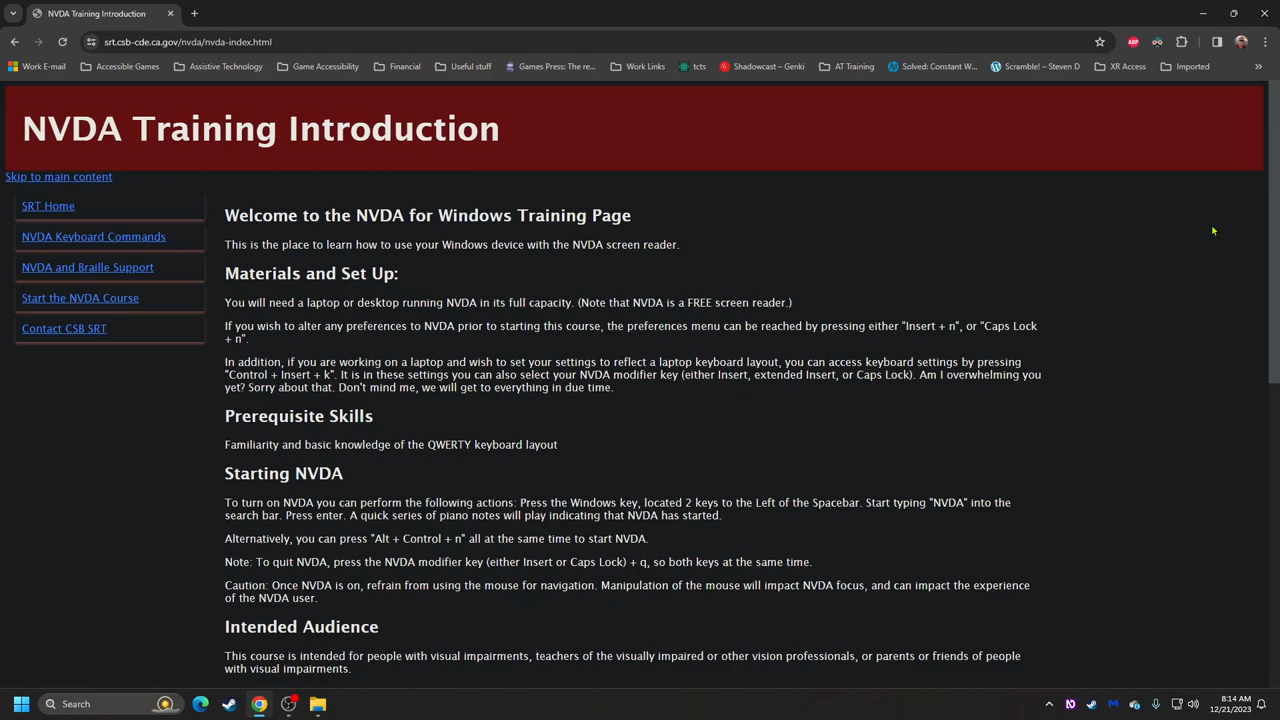 NVDA Training Introduction
srt.csb-cde.ca.gov/nvda/nvda-index.html
Work E-mail
Accessible Games
Assistive Technology
Game Accessibility
Financial
Useful stuff
Games Press: The re...
Work Links
tcts
Shadowcast – Genki
AT Training
Solved: Constant W...
Scramble! – Steven D
XR Access
Imported
NVDA Training Introduction
Skip to main content
SRT Home
NVDA Keyboard Commands
NVDA and Braille Support
Start the NVDA Course
Contact CSB SRT
Welcome to the NVDA for Windows Training Page
This is the place to learn how to use your Windows device with the NVDA screen reader.
Materials and Set Up:
You will need a laptop or desktop running NVDA in its full capacity. (Note that NVDA is a FREE screen reader.)
If you wish to alter any preferences to NVDA prior to starting this course, the preferences menu can be reached by pressing either "Insert + n", or "Caps Lock
+ n".
In addition, if you are working on a laptop and wish to set your settings to reflect a laptop keyboard layout, you can access keyboard settings by pressing
"Control + Insert + k". It is in these settings you can also select your NVDA modifier key (either Insert, extended Insert, or Caps Lock). Am I overwhelming you
yet? Sorry about that. Don't mind me, we will get to everything in due time.
Prerequisite Skills
Familiarity and basic knowledge of the QWERTY keyboard layout
Starting NVDA
To turn on NVDA you can perform the following actions: Press the Windows key, located 2 keys to the Left of the Spacebar. Start typing "NVDA" into the
search bar. Press enter. A quick series of piano notes will play indicating that NVDA has started.
Alternatively, you can press "Alt + Control + n" all at the same time to start NVDA.
Note: To quit NVDA, press the NVDA modifier key (either Insert or Caps Lock) + q, so both keys at the same time.
Caution: Once NVDA is on, refrain from using the mouse for navigation. Manipulation of the mouse will impact NVDA focus, and can impact the experience
of the NVDA user.
Intended Audience
This course is intended for people with visual impairments, teachers of the visually impaired or other vision professionals, or parents or friends of people
with visual impairments.
Search
8:14 AM
12/21/2023